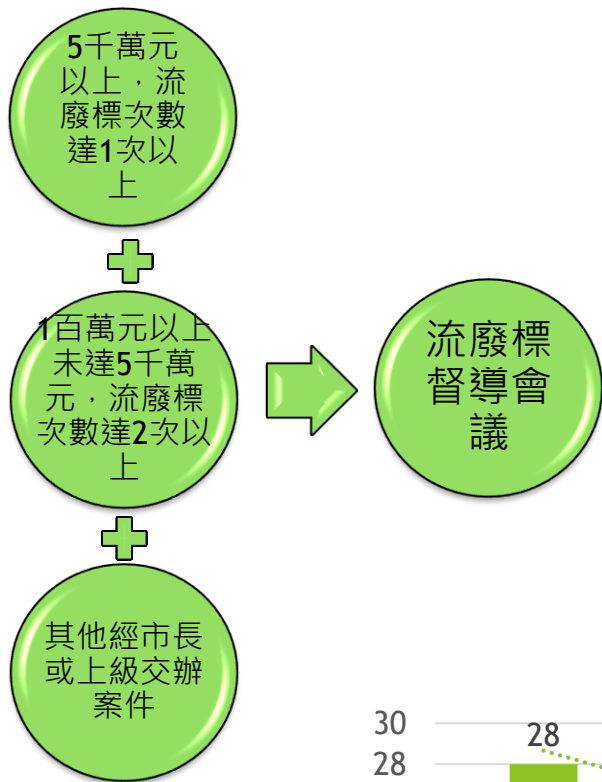 5千萬元
以上，流
廢標次數
達1次以
上
1百萬元以上
未達5千萬
元，流廢標
次數達2次以
上
其他經市長
或上級交辦
案件
流廢標
督導會
議
30
28
28